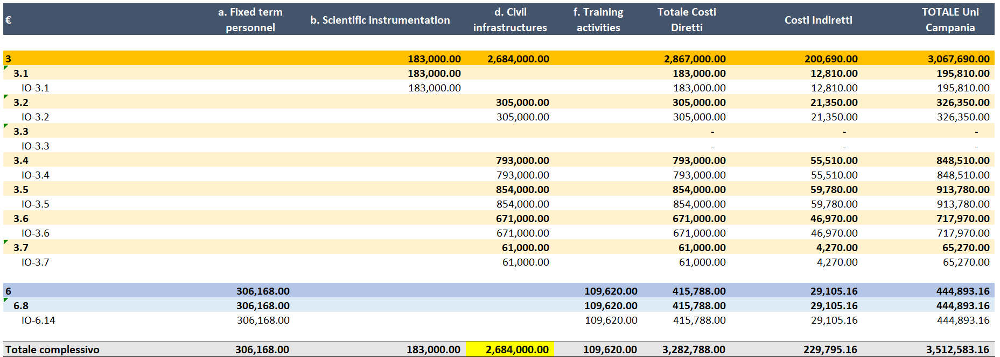 € a. Fixed term personnel b. Scientific instrumentation d. Civil infrastructures f. Training activities Totale Costi Diretti Costi Indiretti TOTALE Uni Campania
3 183,000.00 2,684,000.00 2,867,000.00 200,690.00 3,067,690.00
3.1 183,000.00 183,000.00 12,810.00 195,810.00
IO-3.1 183,000.00 183,000.00 12,810.00 195,810.00
3.2 305,000.00 305,000.00 21,350.00 326,350.00
IO-3.2 305,000.00 305,000.00 21,350.00 326,350.00
3.3 - - -
IO-3.3 - - -
3.4 793,000.00 793,000.00 55,510.00 848,510.00
IO-3.4 793,000.00 793,000.00 55,510.00 848,510.00
3.5 854,000.00 854,000.00 59,780.00 913,780.00
IO-3.5 854,000.00 854,000.00 59,780.00 913,780.00
3.6 671,000.00 671,000.00 46,970.00 717,970.00
IO-3.6 671,000.00 671,000.00 46,970.00 717,970.00
3.7 61,000.00 61,000.00 4,270.00 65,270.00
IO-3.7 61,000.00 61,000.00 4,270.00 65,270.00
6 306,168.00 109,620.00 415,788.00 29,105.16 444,893.16
6.8 306,168.00 109,620.00 415,788.00 29,105.16 444,893.16
IO-6.14 306,168.00 109,620.00 415,788.00 29,105.16 444,893.16
Totale complessivo 306,168.00 183,000.00 2,684,000.00 109,620.00 3,282,788.00 229,795.16 3,512,583.16